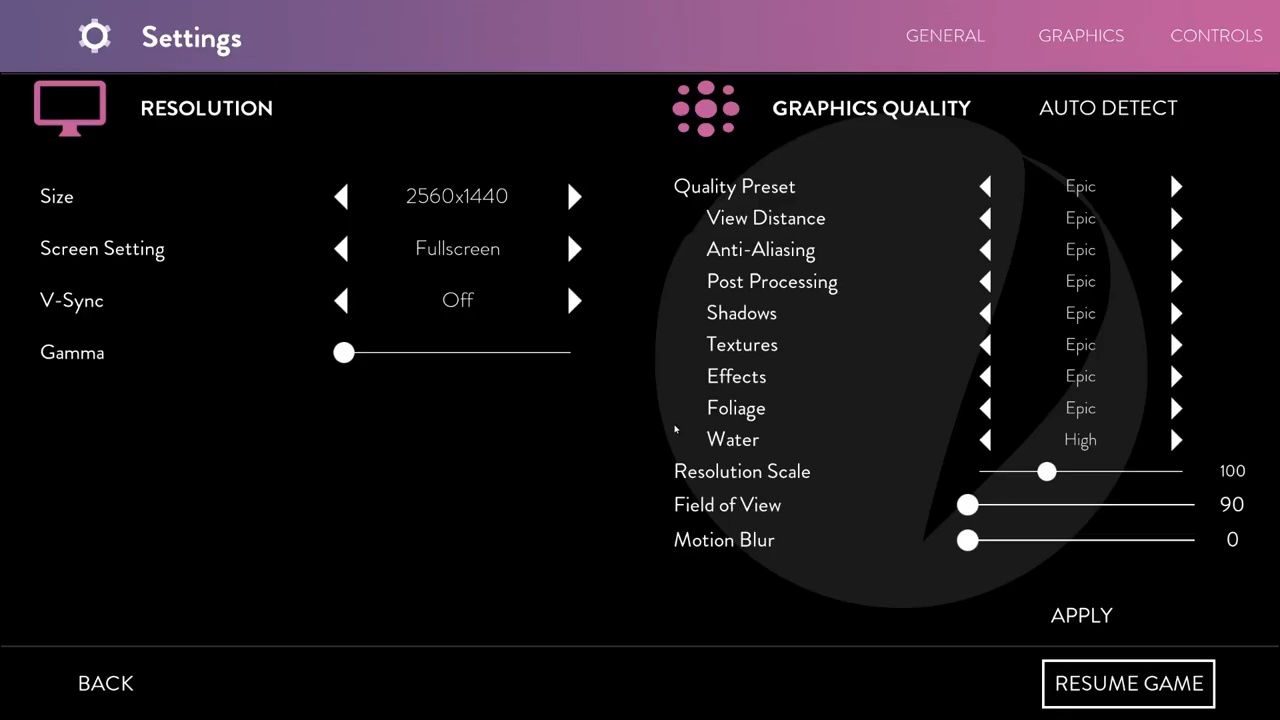 Settings
GENERAL GRAPHICS CONTROLS
RESOLUTION
Size 2560x1440
Screen Setting Fullscreen
V-Sync Off
Gamma
GRAPHICS QUALITY AUTO DETECT
Quality Preset Epic
View Distance Epic
Anti-Aliasing Epic
Post Processing Epic
Shadows Epic
Textures Epic
Effects Epic
Foliage Epic
Water High
Resolution Scale 100
Field of View 90
Motion Blur 0
APPLY
BACK
RESUME GAME